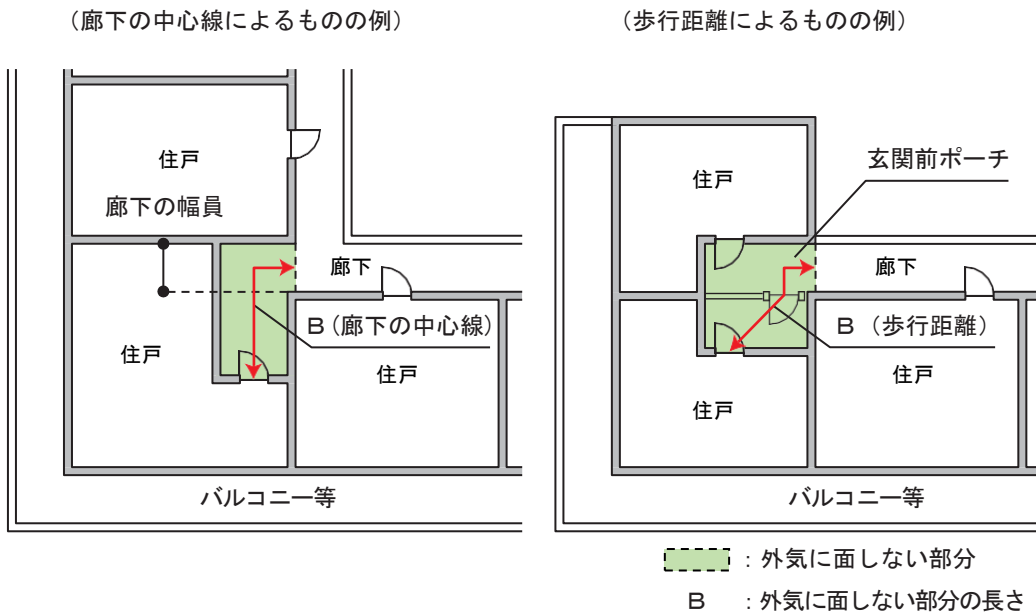 （廊下の中心線によるものの例）
（歩行距離によるものの例）
住戸
廊下の幅員
廊下
B（廊下の中心線）
住戸
住戸
バルコニー等
玄関前ポーチ
住戸
廊下
B（歩行距離）
住戸
住戸
バルコニー等
：外気に面しない部分
B ：外気に面しない部分の長さ